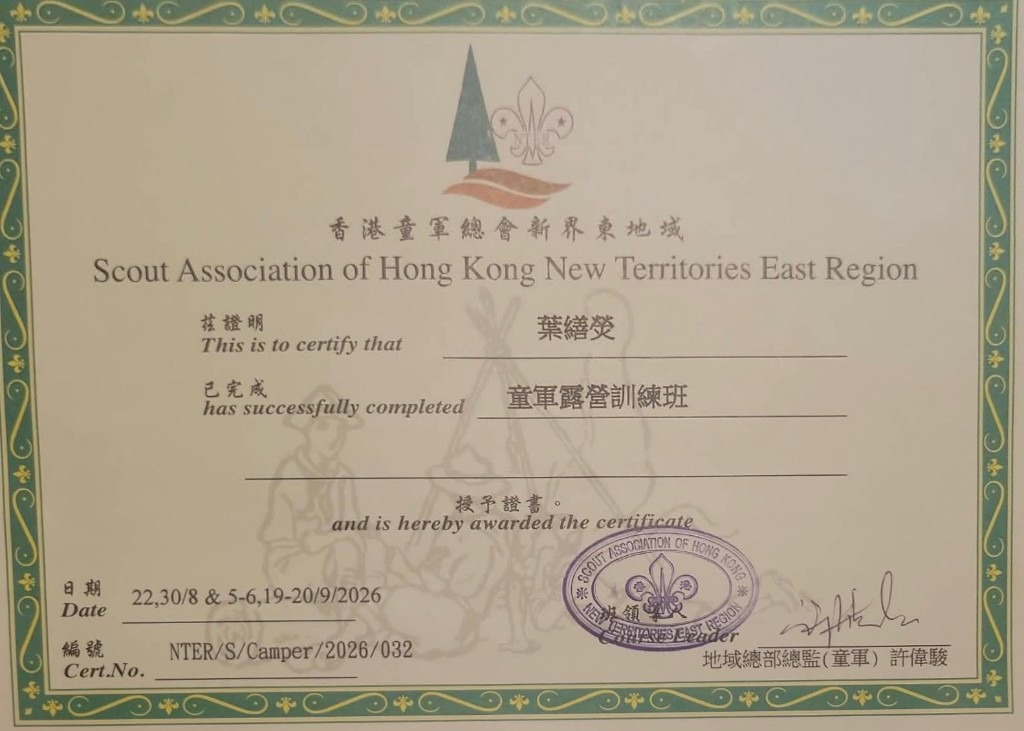 香港童軍總會新界東地域
Scout Association of Hong Kong New Territories East Region
茲證明
This is to certify that
葉繕熒
已完成
has successfully completed
童軍露營訓練班
授予證書。
and is hereby awarded the certificate
SCOUT ASSOCIATION OF HONG KONG
NEW TERRITORIES EAST REGION
日期
Date
22,30/8 & 5-6,19-20/9/2026
班領導人
Course Leader
編號
Cert.No.
NTER/S/Camper/2026/032
地域總部總監(童軍) 許偉駿